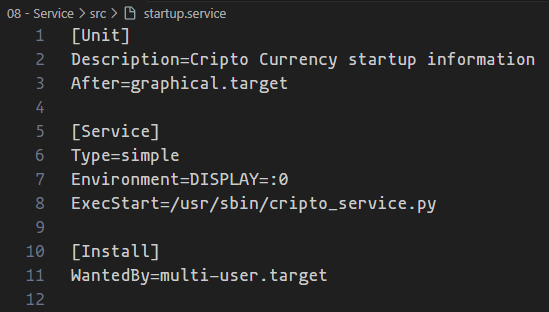 08 - Service > src > startup.service
1 [Unit]
2 Description=Cripto Currency startup information
3 After=graphical.target
4
5 [Service]
6 Type=simple
7 Environment=DISPLAY=:0
8 ExecStart=/usr/sbin/cripto_service.py
9
10 [Install]
11 WantedBy=multi-user.target
12